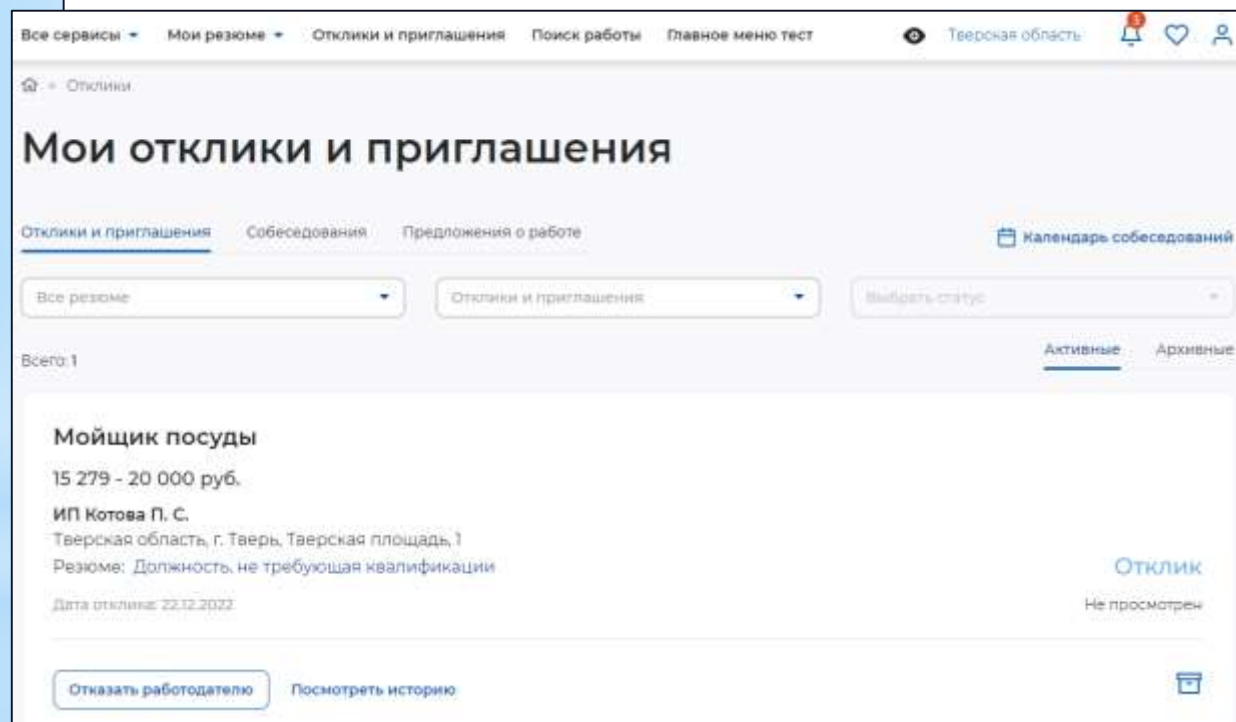 Все сервисы Мои резюме Отклики и приглашения Поиск работы Главное меню тест Тверская область 3
Отклики
Мои отклики и приглашения
Отклики и приглашения Собеседования Предложения о работе Календарь собеседований
Все резюме Отклики и приглашения Выбрать статус
Всего: 1 Активные Архивные
Мойщик посуды
15 279 - 20 000 руб.
ИП Котова П. С.
Тверская область, г. Тверь, Тверская площадь, 1
Резюме: Должность, не требующая квалификации Отклик
Дата отклика: 22.12.2022 Не просмотрен
Отказать работодателю Посмотреть историю